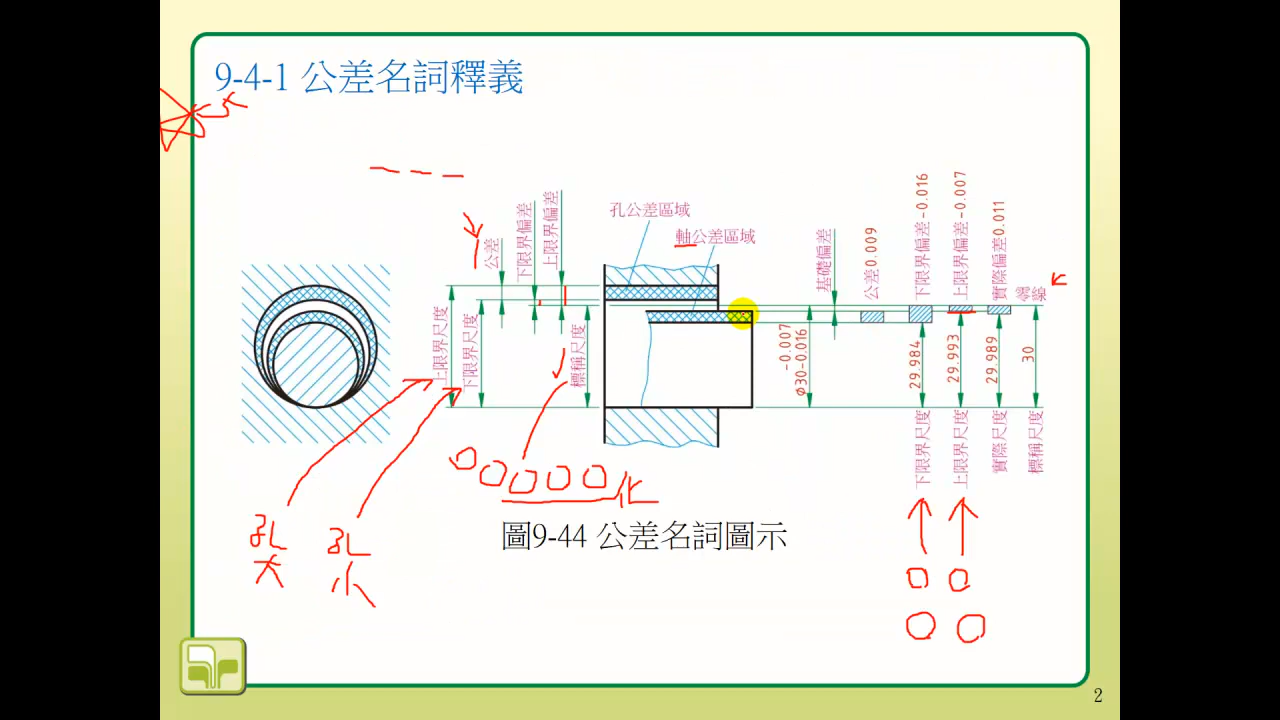 9-4-1 公差名詞釋義
孔公差區域
軸公差區域
公差
下限界偏差
上限界偏差
上限界尺度
下限界尺度
標稱尺度
基礎偏差
公差0.009
下限界偏差-0.016
上限界偏差-0.007
實際偏差0.011
零線
-0.007
ϕ30-0.016
29.984
29.993
29.989
30
下限界尺度
上限界尺度
實際尺度
標稱尺度
化
孔大
孔小
圖9-44 公差名詞圖示
2